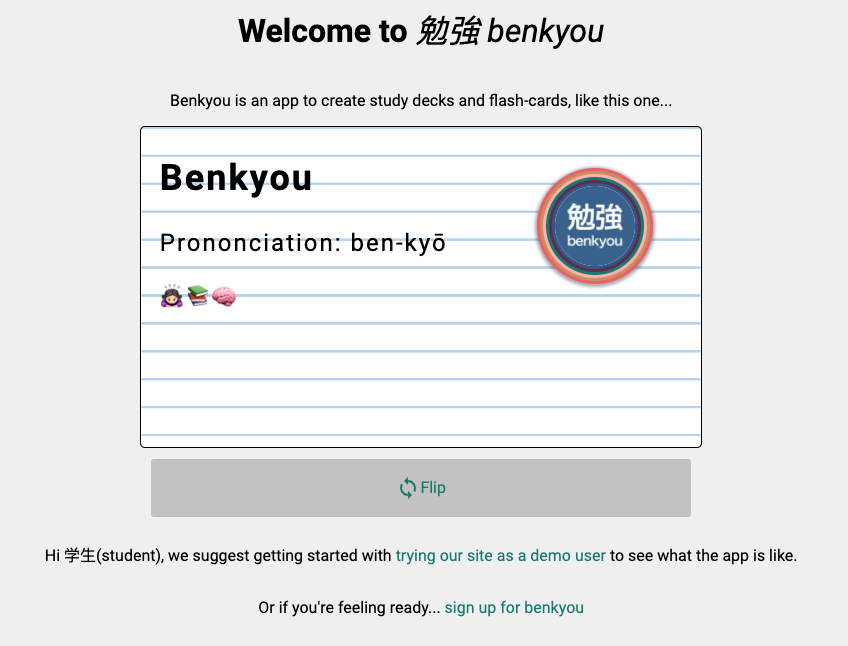 Welcome to 勉強 benkyou
Benkyou is an app to create study decks and flash-cards, like this one...
Benkyou
勉強
benkyou
Prononciation: ben-kyō
Flip
Hi 学生(student), we suggest getting started with trying our site as a demo user to see what the app is like.
Or if you're feeling ready... sign up for benkyou